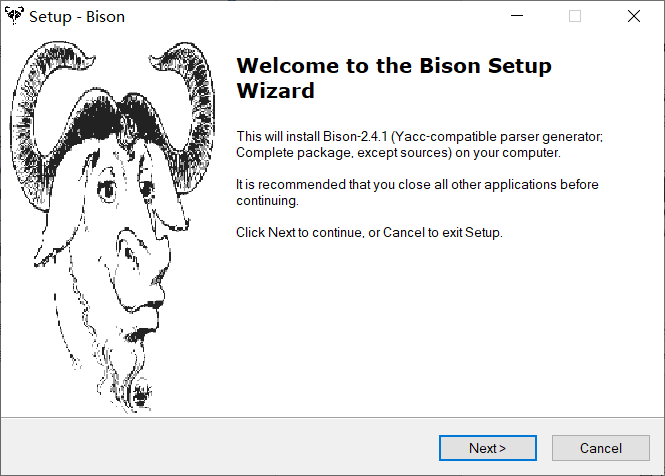 Setup - Bison
Welcome to the Bison Setup
Wizard
This will install Bison-2.4.1 (Yacc-compatible parser generator;
Complete package, except sources) on your computer.
It is recommended that you close all other applications before
continuing.
Click Next to continue, or Cancel to exit Setup.
Next >
Cancel